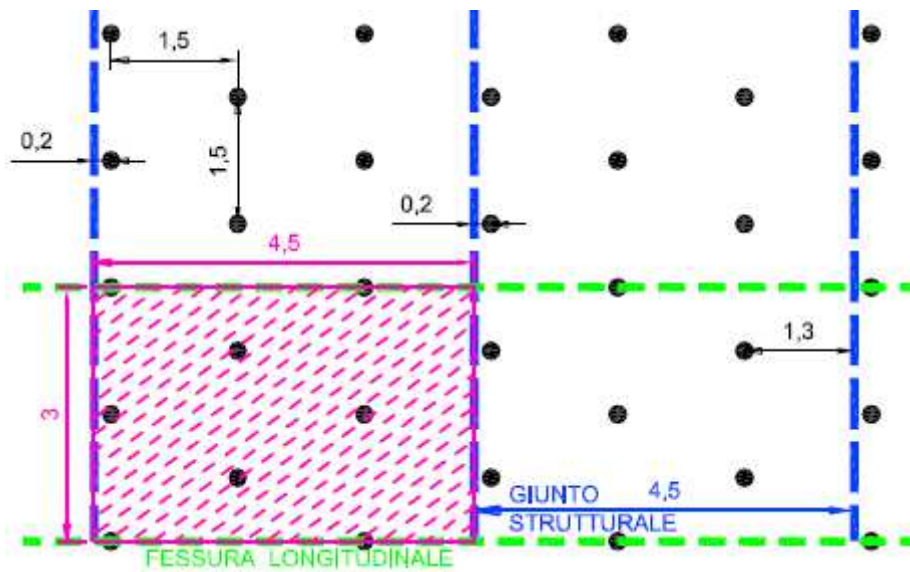 1,5
0,2
1,5
0,2
4,5
1,3
3
GIUNTO 4,5
STRUTTURALE
FESSURA LONGITUDINALE